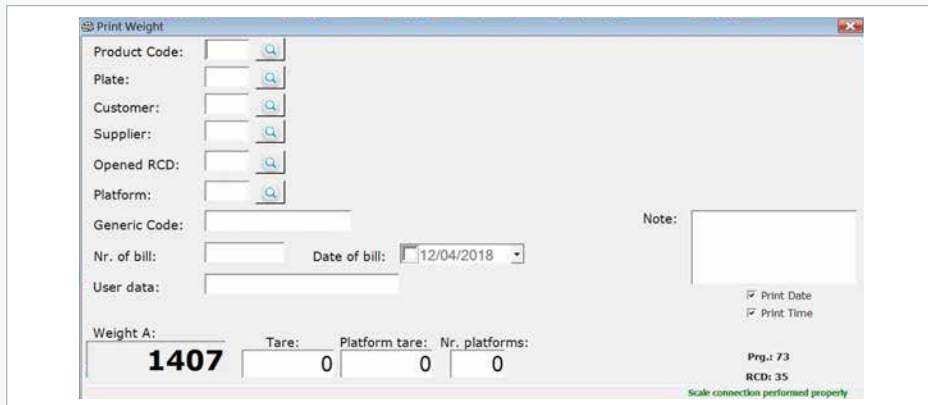 Print Weight
Product Code:
Plate:
Customer:
Supplier:
Opened RCD:
Platform:
Generic Code:
Note:
Nr. of bill:
Date of bill: 12/04/2018
User data:
Print Date
Print Time
Weight A:
Tare: Platform tare: Nr. platforms:
1407 0 0 0
Prg.: 73
RCD: 35
Scale connection performed properly